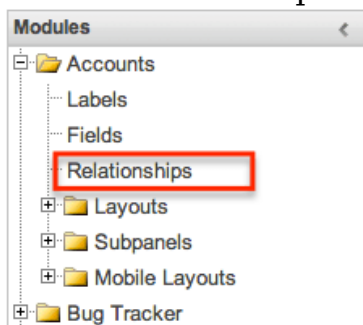 Modules
Accounts
Labels
Fields
Relationships
Layouts
Subpanels
Mobile Layouts
Bug Tracker